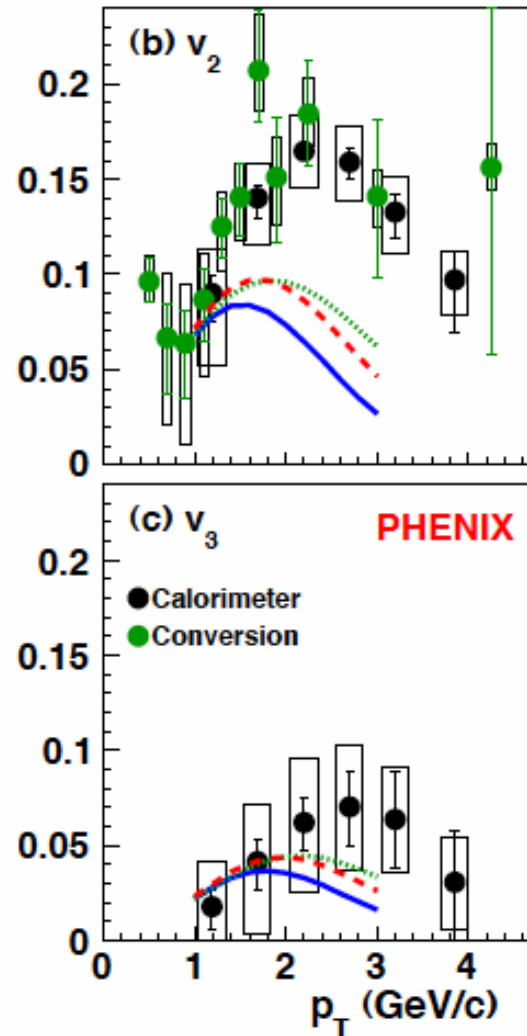 (b) v2
0.2
0.15
0.1
0.05
0
(c) v3
PHENIX
0.2
Calorimeter
Conversion
0.15
0.1
0.05
0
0 1 2 3 4
pT (GeV/c)